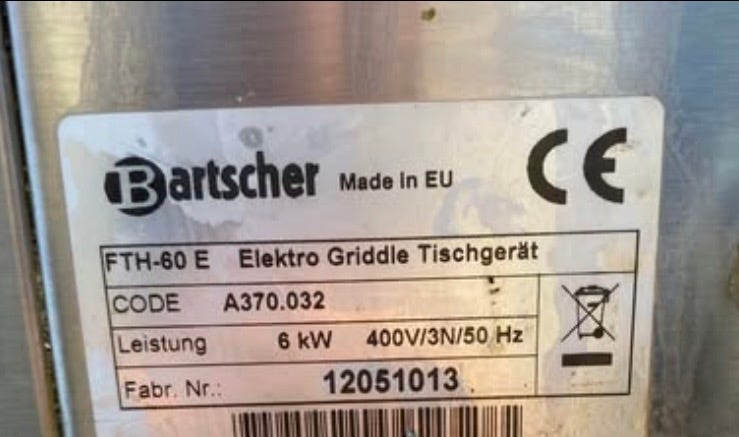 Bartscher Made in EU CE
FTH-60 E Elektro Griddle Tischgerät
CODE A370.032
Leistung 6 kW 400V/3N/50 Hz
Fabr. Nr.: 12051013